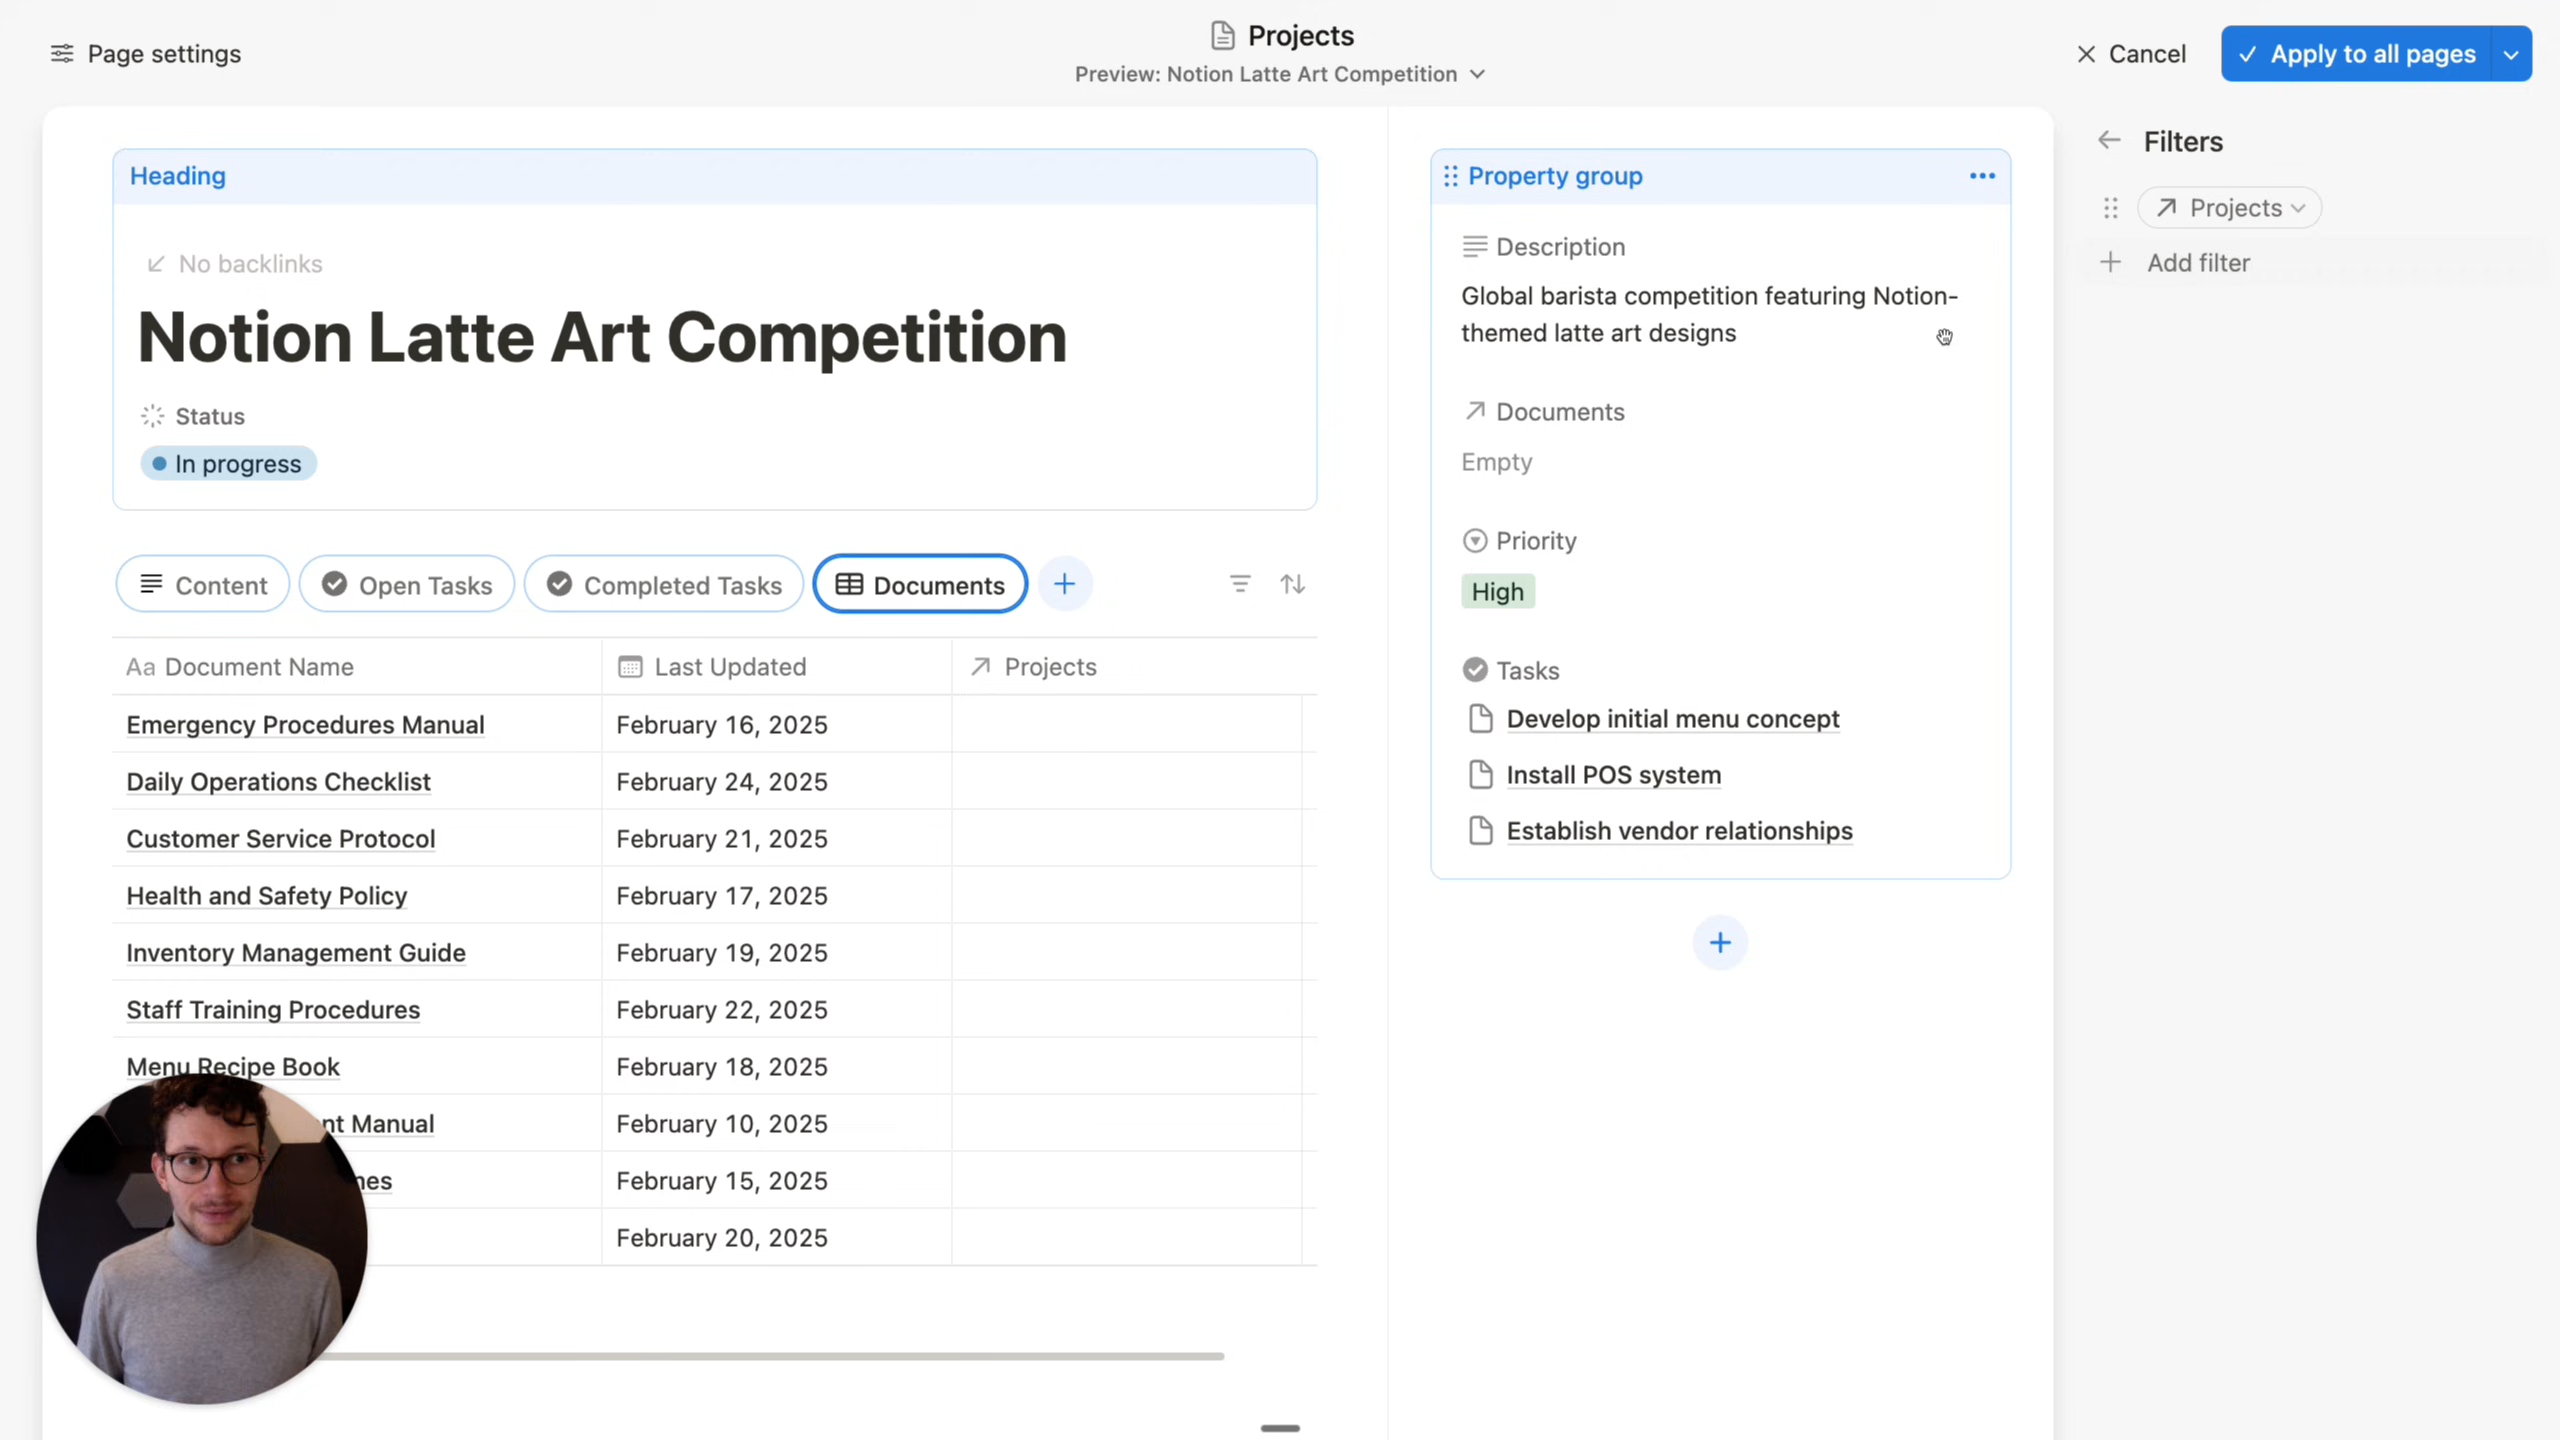 Page settings
Projects
Preview: Notion Latte Art Competition
Cancel
Apply to all pages
Heading
No backlinks
Notion Latte Art Competition
Status
In progress
Content
Open Tasks
Completed Tasks
Documents
Aa Document Name
Last Updated
Projects
Emergency Procedures Manual
February 16, 2025
Daily Operations Checklist
February 24, 2025
Customer Service Protocol
February 21, 2025
Health and Safety Policy
February 17, 2025
Inventory Management Guide
February 19, 2025
Staff Training Procedures
February 22, 2025
Menu Recipe Book
February 18, 2025
Manual
February 10, 2025
February 15, 2025
February 20, 2025
Property group
Description
Global barista competition featuring Notion-
themed latte art designs
Documents
Empty
Priority
High
Tasks
Develop initial menu concept
Install POS system
Establish vendor relationships
Filters
Projects
Add filter